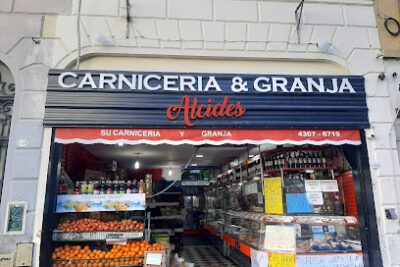 CARNICERIA & GRANJA
Alcides
SU CARNICERIA Y GRANJA 4307-6719